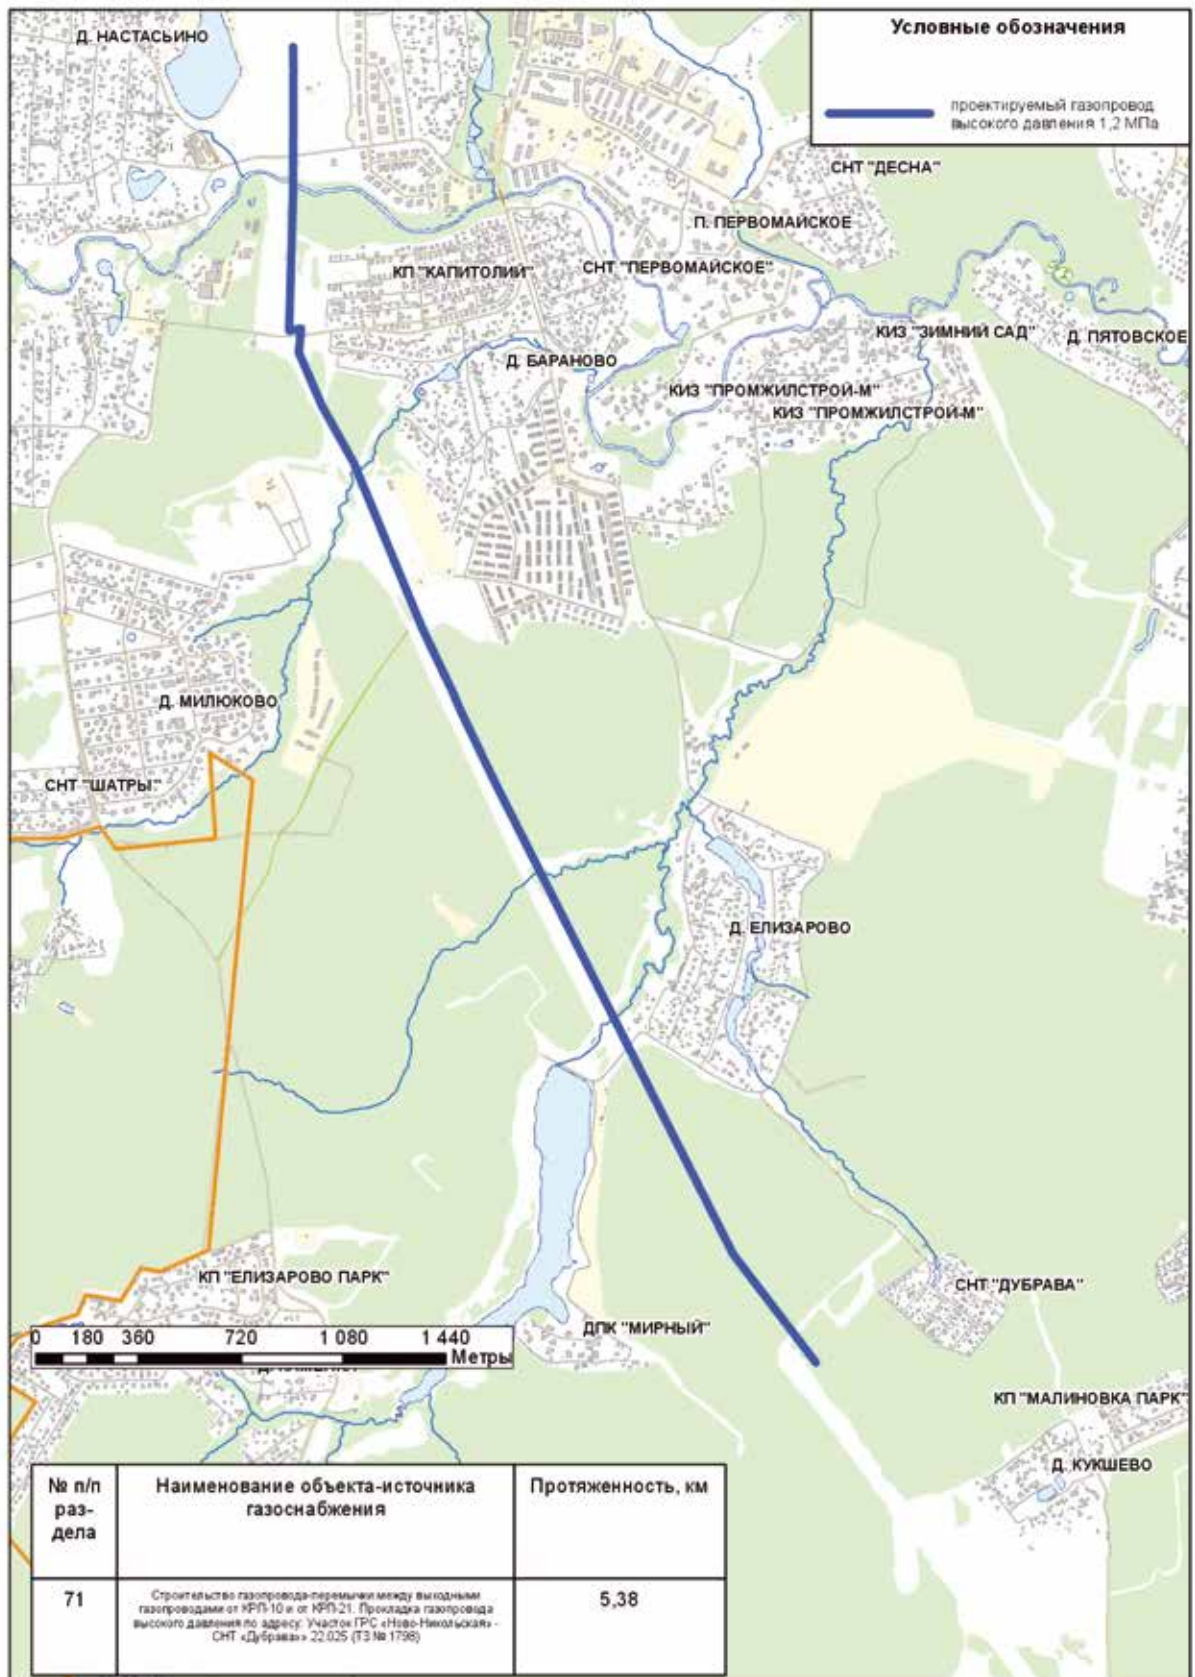 Условные обозначения
проектируемый газопровод
высокого давления 1,2 МПа
Д. НАСТАСЬИНО
СНТ "ДЕСНА"
П. ПЕРВОМАЙСКОЕ
КП "КАПИТОЛИЙ"
СНТ "ПЕРВОМАЙСКОЕ"
КИЗ "ЗИМНИЙ САД"
Д. ПЯТОВСКОЕ
Д. БАРАНОВО
КИЗ "ПРОМЖИЛСТРОЙ-М"
КИЗ "ПРОМЖИЛСТРОЙ-М"
Д. МИЛЮКОВО
СНТ "ШАТРЫ"
Д. ЕЛИЗАРОВО
КП "ЕЛИЗАРОВО ПАРК"
СНТ "ДУБРАВА"
ДПК "МИРНЫЙ"
0 180 360 720 1 080 1 440
Метры
КП "МАЛИНОВКА ПАРК"
Д. КУКШЕВО
№ п/п
раз-
дела
Наименование объекта-источника
газоснабжения
Протяженность, км
71
Строительство газопровода-перемычки между выходными
газопроводами от КРП-10 и от КРП-21. Прокладка газопровода
высокого давления по адресу: Участок ГРС «Ново-Никольская» -
СНТ «Дубрава»» 22.025 (ТЗ № 1798)
5,38